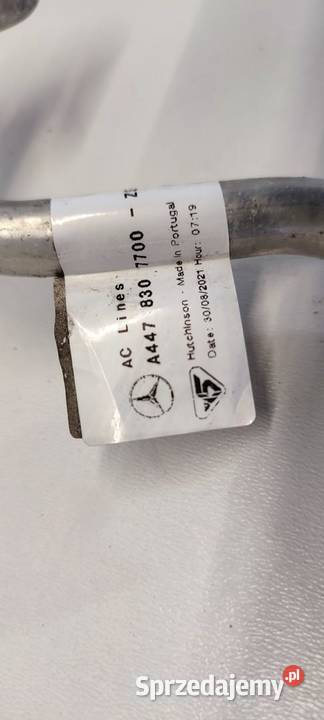 AC Lines
A447 830 7700 -
Hutchinson - Made in Portugal
Date: 30/08/2021 Hour: 07:19
Sprzedajemy.pl